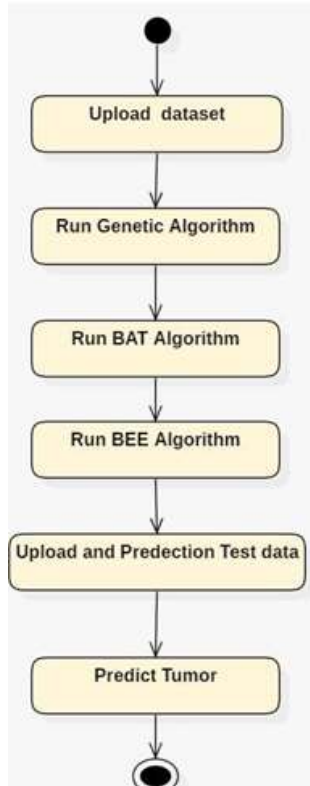 Upload dataset
Run Genetic Algorithm
Run BAT Algorithm
Run BEE Algorithm
Upload and Predection Test data
Predict Tumor